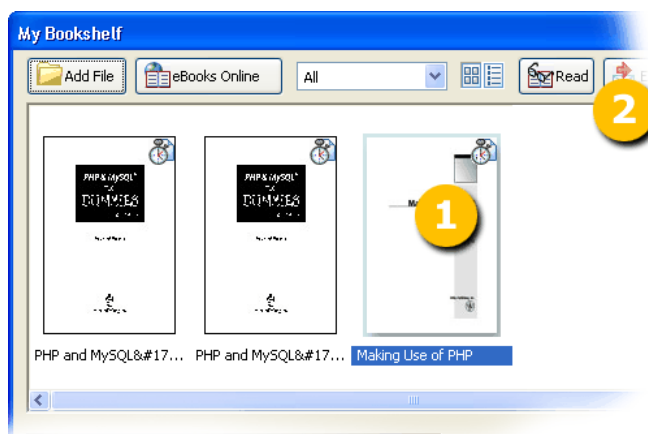 My Bookshelf
Add File eBooks Online All Read E
2
PHP & MySQL PHP & MySQL
DUMMIES DUMMIES
Ma 1
PHP and MySQL&#17... PHP and MySQL&#17... Making Use of PHP